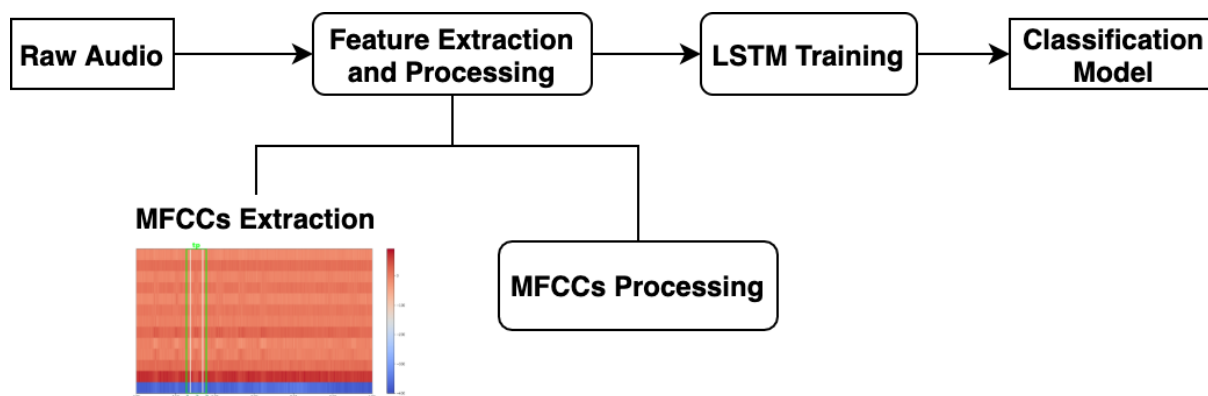 Raw Audio
Feature Extraction
and Processing
LSTM Training
Classification
Model
MFCCs Extraction
MFCCs Processing